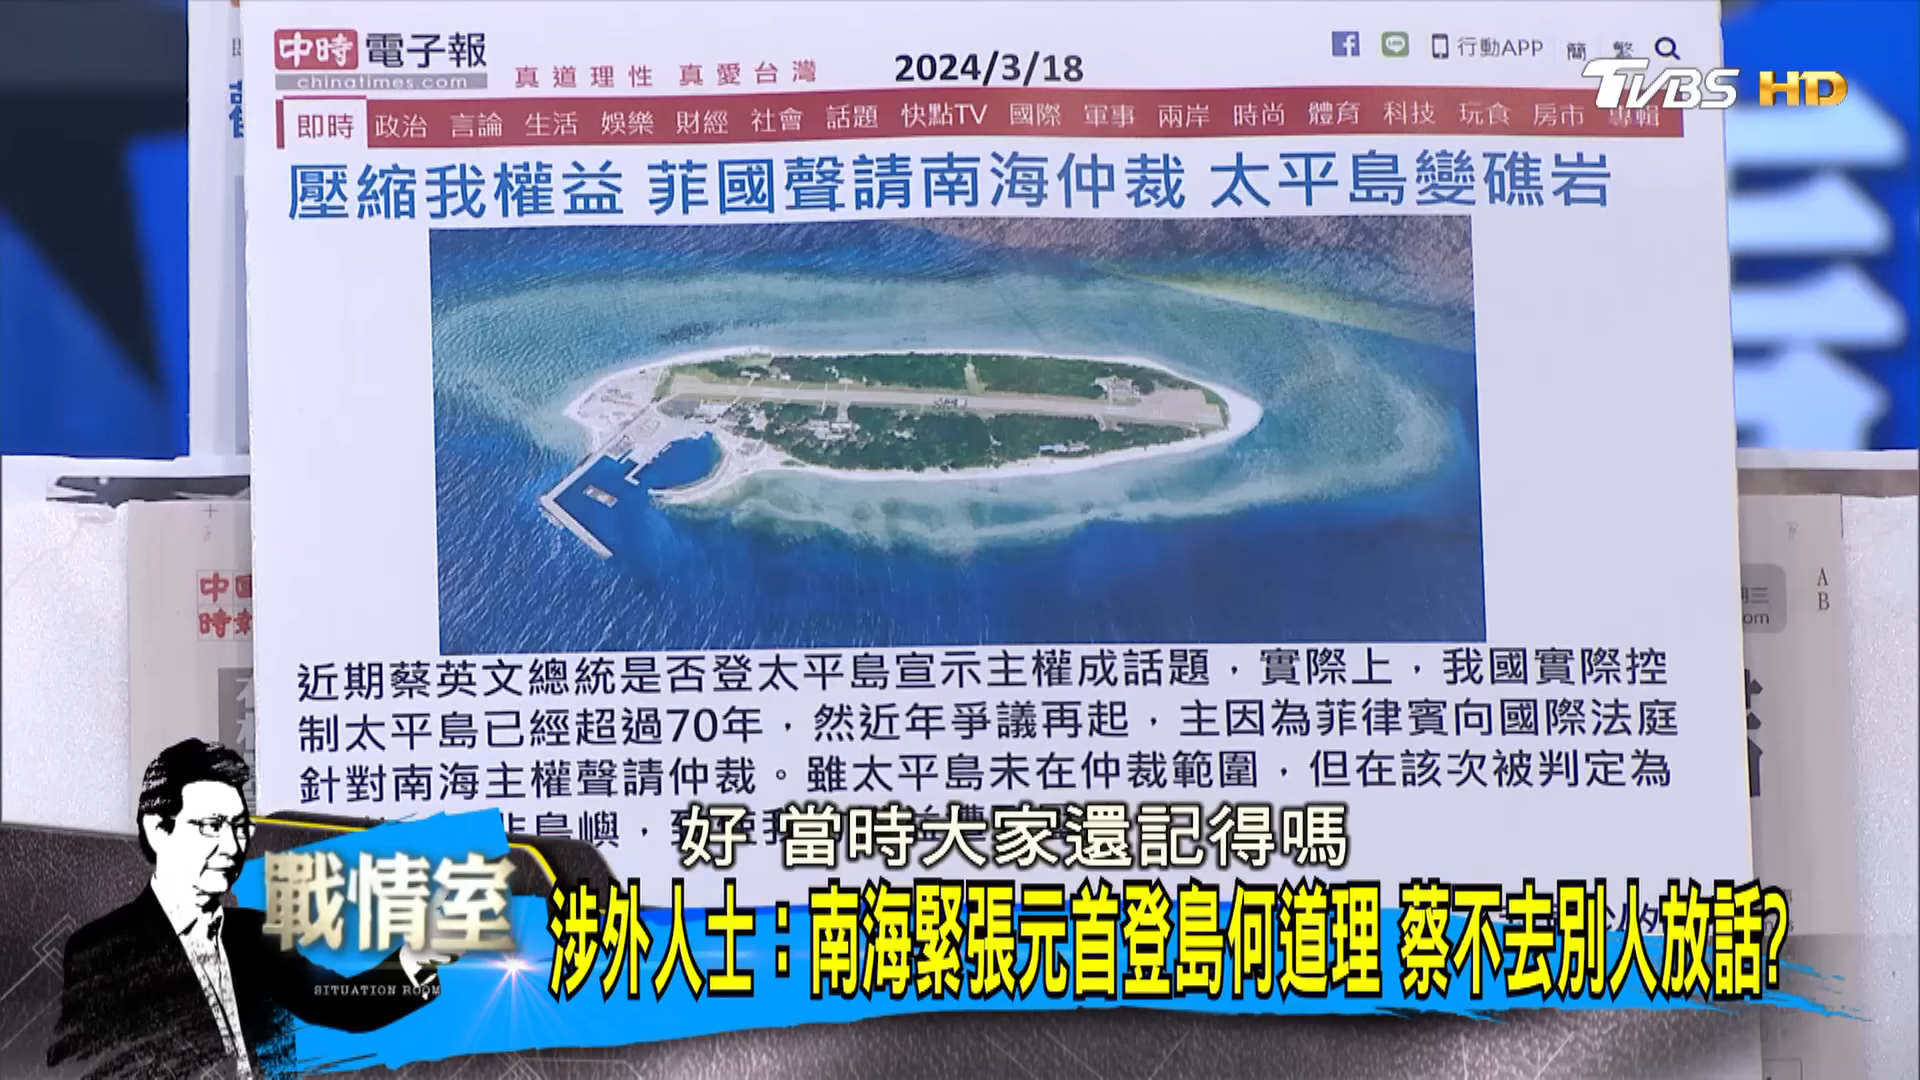 中時 電子報
chinatimes.com
真道理性 真愛台灣
2024/3/18
行動APP 簡 繁
TVBS HD
即時 政治 言論 生活 娛樂 財經 社會 話題 快點TV 國際 軍事 兩岸 時尚 體育 科技 玩食 房市 專輯
壓縮我權益 菲國聲請南海仲裁 太平島變礁岩
近期蔡英文總統是否登太平島宣示主權成話題，實際上，我國實際控
制太平島已經超過70年，然近年爭議再起，主因為菲律賓向國際法庭
針對南海主權聲請仲裁。雖太平島未在仲裁範圍，但在該次被判定為
非島嶼，
好 當時大家還記得嗎
戰情室
SITUATION ROOM
涉外人士：南海緊張元首登島何道理 蔡不去別人放話?
中
時
A
B